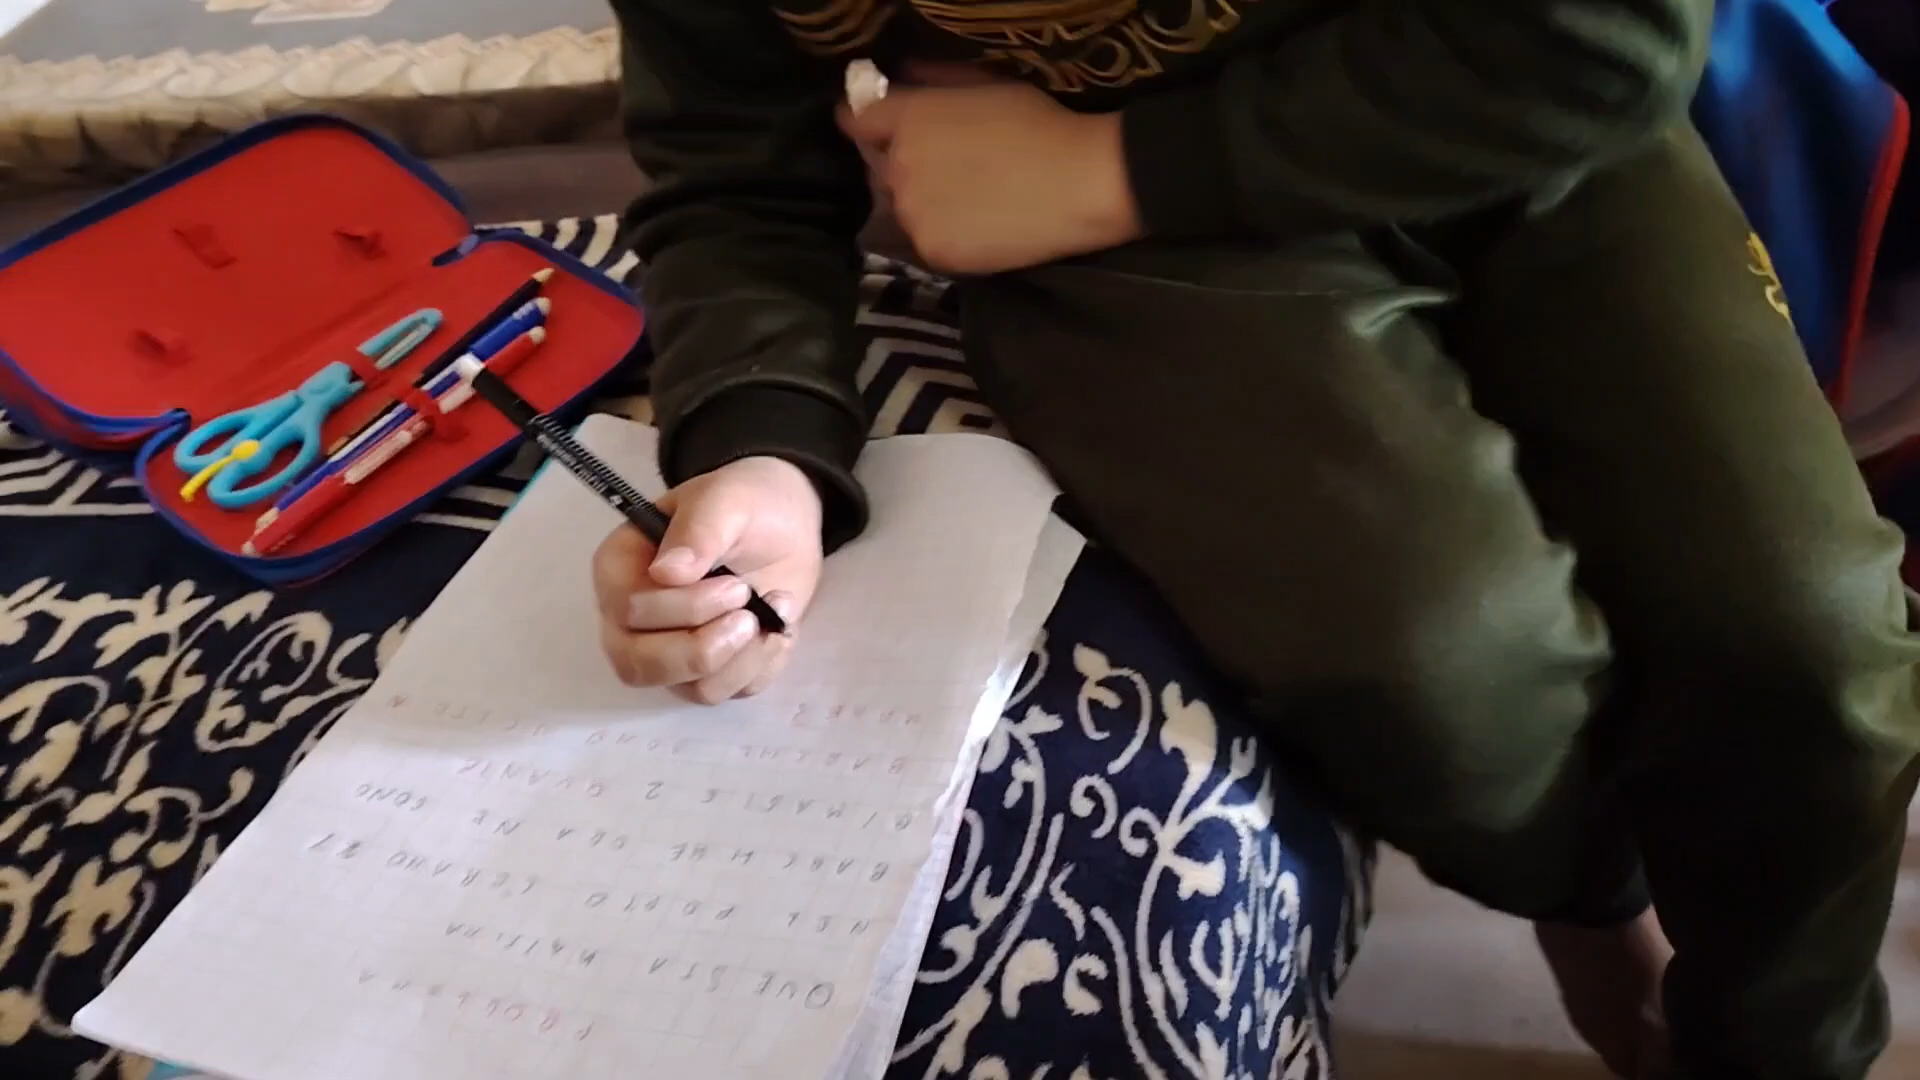 PROBLEMA
QUESTA MATTINA
NEL PORTO C'ERANO 27
BARCHE ORA NE SONO
RIMASTE 2 QUANTE
BARCHE SONO USCITE IN
MARE?